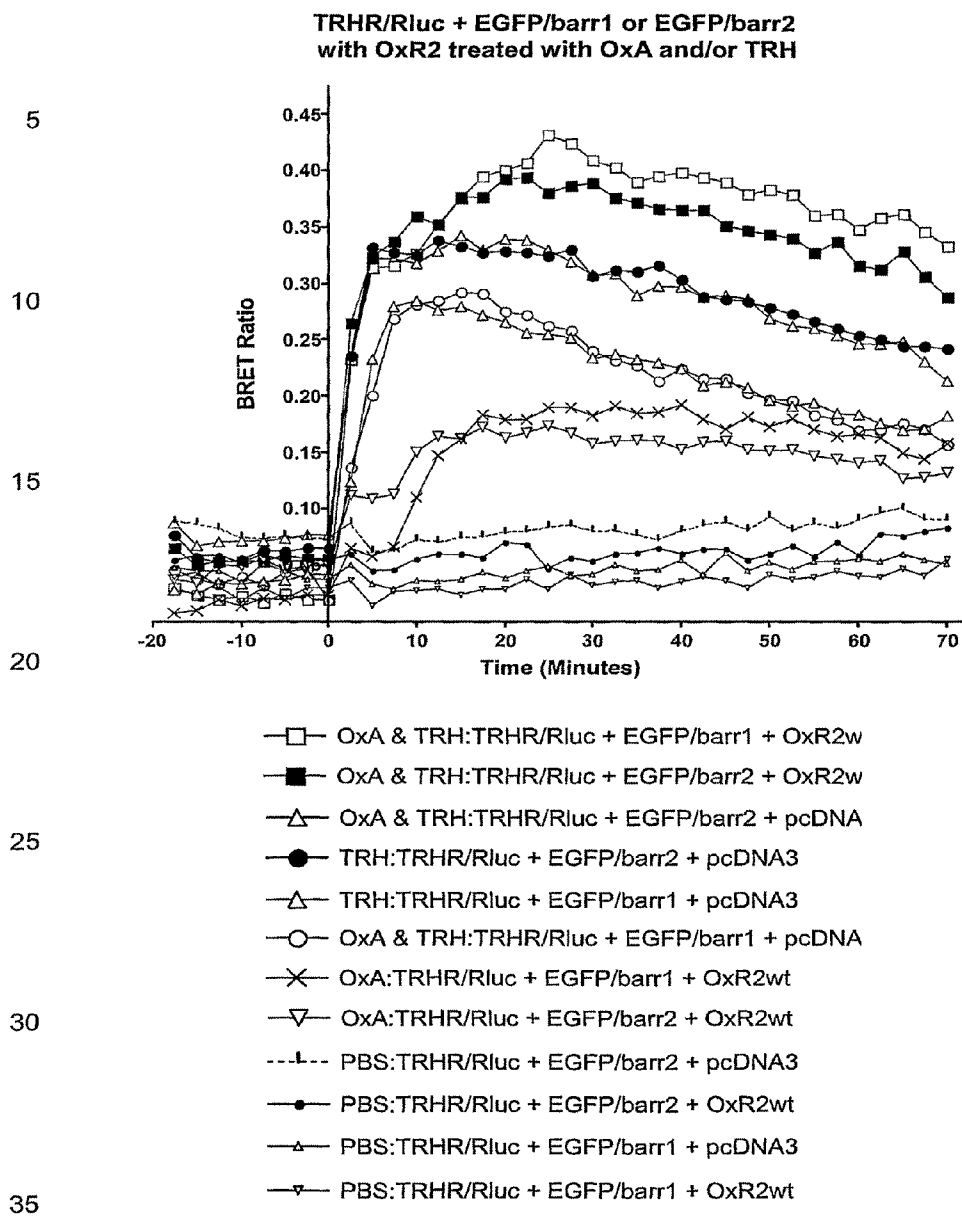 TRHR/Rluc + EGFP/barr1 or EGFP/barr2
with OxR2 treated with OxA and/or TRH
5
10
15
20
25
30
35
BRET Ratio
0.45
0.40
0.35
0.30
0.25
0.20
0.15
0.10
-20 -10 0 10 20 30 40 50 60 70
Time (Minutes)
OxA & TRH:TRHR/Rluc + EGFP/barr1 + OxR2w
OxA & TRH:TRHR/Rluc + EGFP/barr2 + OxR2w
OxA & TRH:TRHR/Rluc + EGFP/barr2 + pcDNA
TRH:TRHR/Rluc + EGFP/barr2 + pcDNA3
TRH:TRHR/Rluc + EGFP/barr1 + pcDNA3
OxA & TRH:TRHR/Rluc + EGFP/barr1 + pcDNA
OxA:TRHR/Rluc + EGFP/barr1 + OxR2wt
OxA:TRHR/Rluc + EGFP/barr2 + OxR2wt
PBS:TRHR/Rluc + EGFP/barr2 + pcDNA3
PBS:TRHR/Rluc + EGFP/barr2 + OxR2wt
PBS:TRHR/Rluc + EGFP/barr1 + pcDNA3
PBS:TRHR/Rluc + EGFP/barr1 + OxR2wt